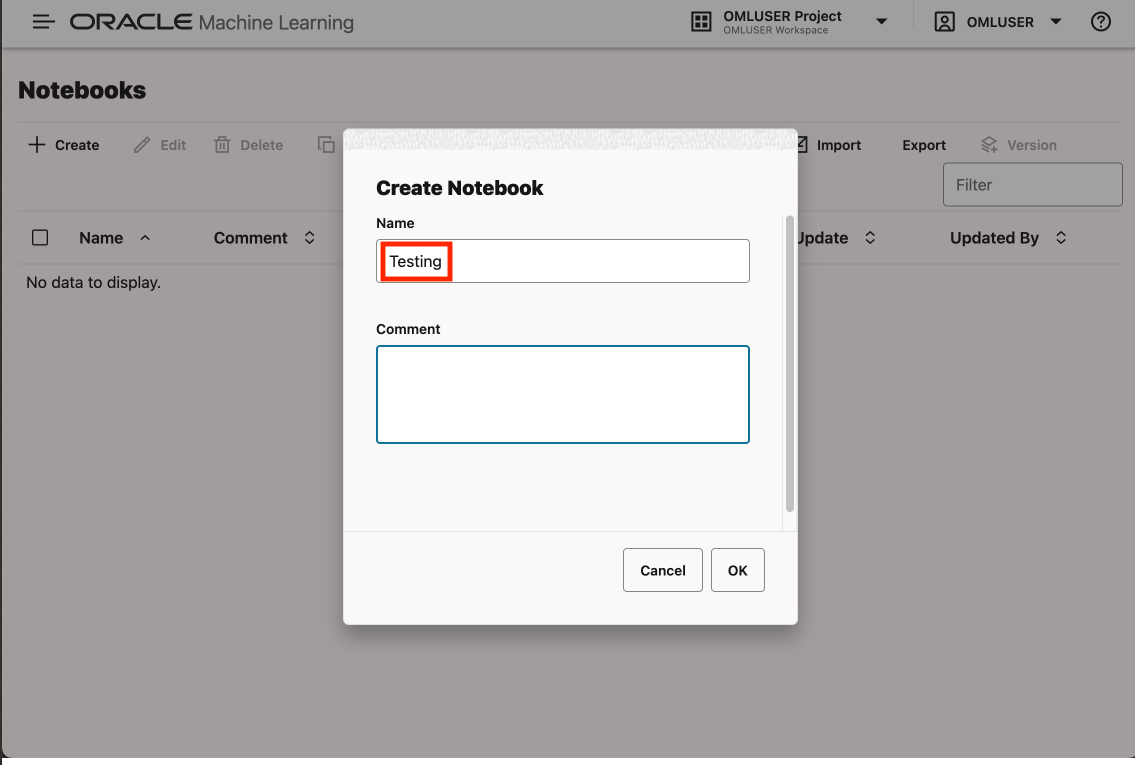 ORACLE Machine Learning
OMLUSER Project
OMLUSER Workspace
OMLUSER
Notebooks
Create
Edit
Delete
Import
Export
Version
Filter
Name
Comment
Update
Updated By
No data to display.
Create Notebook
Name
Testing
Comment
Cancel
OK